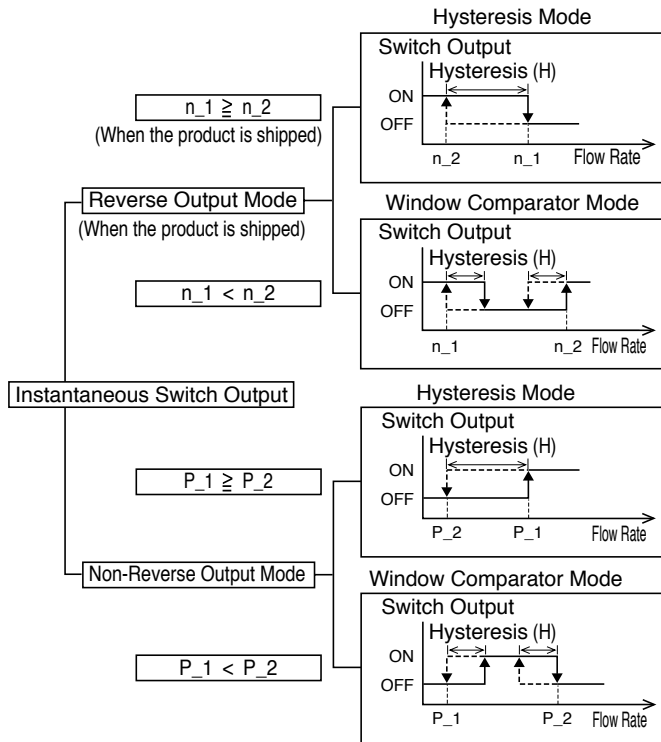 Hysteresis Mode
Switch Output
Hysteresis (H)
ON
OFF
n_2 n_1 Flow Rate
n_1 ≧ n_2
(When the product is shipped)
Reverse Output Mode
(When the product is shipped)
Window Comparator Mode
Switch Output
Hysteresis (H)
ON
OFF
n_1 n_2 Flow Rate
n_1 < n_2
Instantaneous Switch Output
Hysteresis Mode
Switch Output
Hysteresis (H)
ON
OFF
P_2 P_1 Flow Rate
P_1 ≧ P_2
Non-Reverse Output Mode
Window Comparator Mode
Switch Output
Hysteresis (H)
ON
OFF
P_1 P_2 Flow Rate
P_1 < P_2